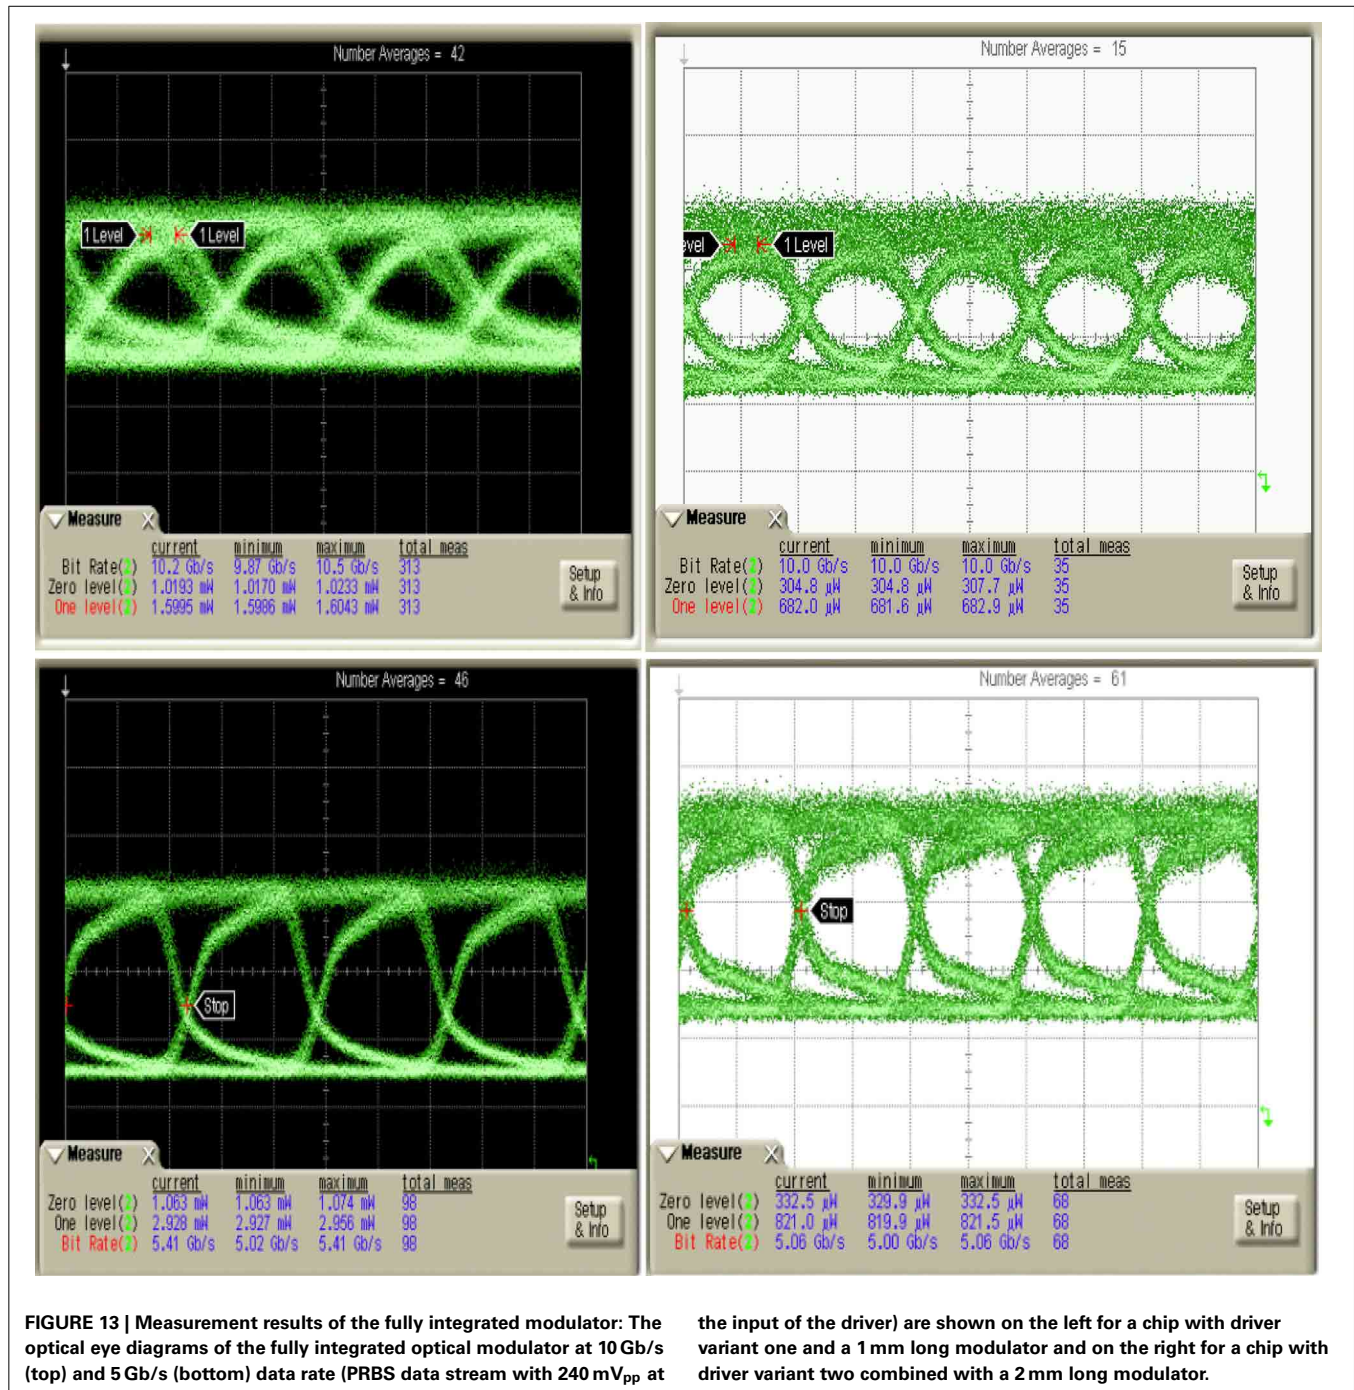 Number Averages = 42
1 Level 1 Level
Measure X
current minimum maximum total meas
Bit Rate(2) 10.2 Gb/s 9.87 Gb/s 10.5 Gb/s 313
Zero level(2) 1.0193 mW 1.0170 mW 1.0233 mW 313
One level(2) 1.5995 mW 1.5986 mW 1.6043 mW 313
Setup
& Info
Number Averages = 15
evel 1 Level
Measure X
current minimum maximum total meas
Bit Rate(2) 10.0 Gb/s 10.0 Gb/s 10.0 Gb/s 35
Zero level(2) 304.8 µW 304.8 µW 307.7 µW 35
One level(2) 682.0 µW 681.6 µW 682.9 µW 35
Setup
& Info
Number Averages = 46
Stop
Measure X
current minimum maximum total meas
Zero level(2) 1.063 mW 1.063 mW 1.074 mW 98
One level(2) 2.928 mW 2.927 mW 2.956 mW 98
Bit Rate(2) 5.41 Gb/s 5.02 Gb/s 5.41 Gb/s 98
Setup
& Info
Number Averages = 61
Stop
Measure X
current minimum maximum total meas
Zero level(2) 332.5 µW 329.9 µW 332.5 µW 68
One level(2) 821.0 µW 819.9 µW 821.5 µW 68
Bit Rate(2) 5.06 Gb/s 5.00 Gb/s 5.06 Gb/s 68
Setup
& Info
FIGURE 13 | Measurement results of the fully integrated modulator: The
optical eye diagrams of the fully integrated optical modulator at 10 Gb/s
(top) and 5 Gb/s (bottom) data rate (PRBS data stream with 240 mVpp at
the input of the driver) are shown on the left for a chip with driver
variant one and a 1 mm long modulator and on the right for a chip with
driver variant two combined with a 2 mm long modulator.